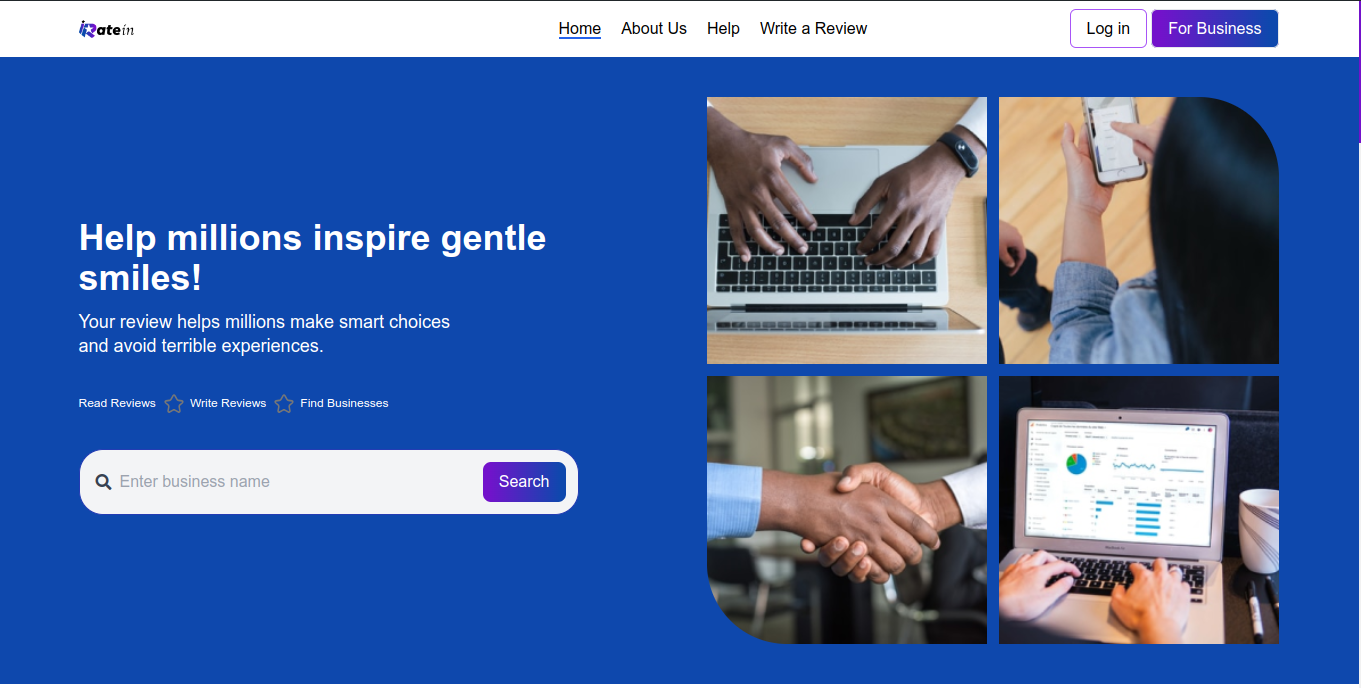 iRatein
Home About Us Help Write a Review Log in For Business
Help millions inspire gentle
smiles!
Your review helps millions make smart choices
and avoid terrible experiences.
Read Reviews Write Reviews Find Businesses
Enter business name Search